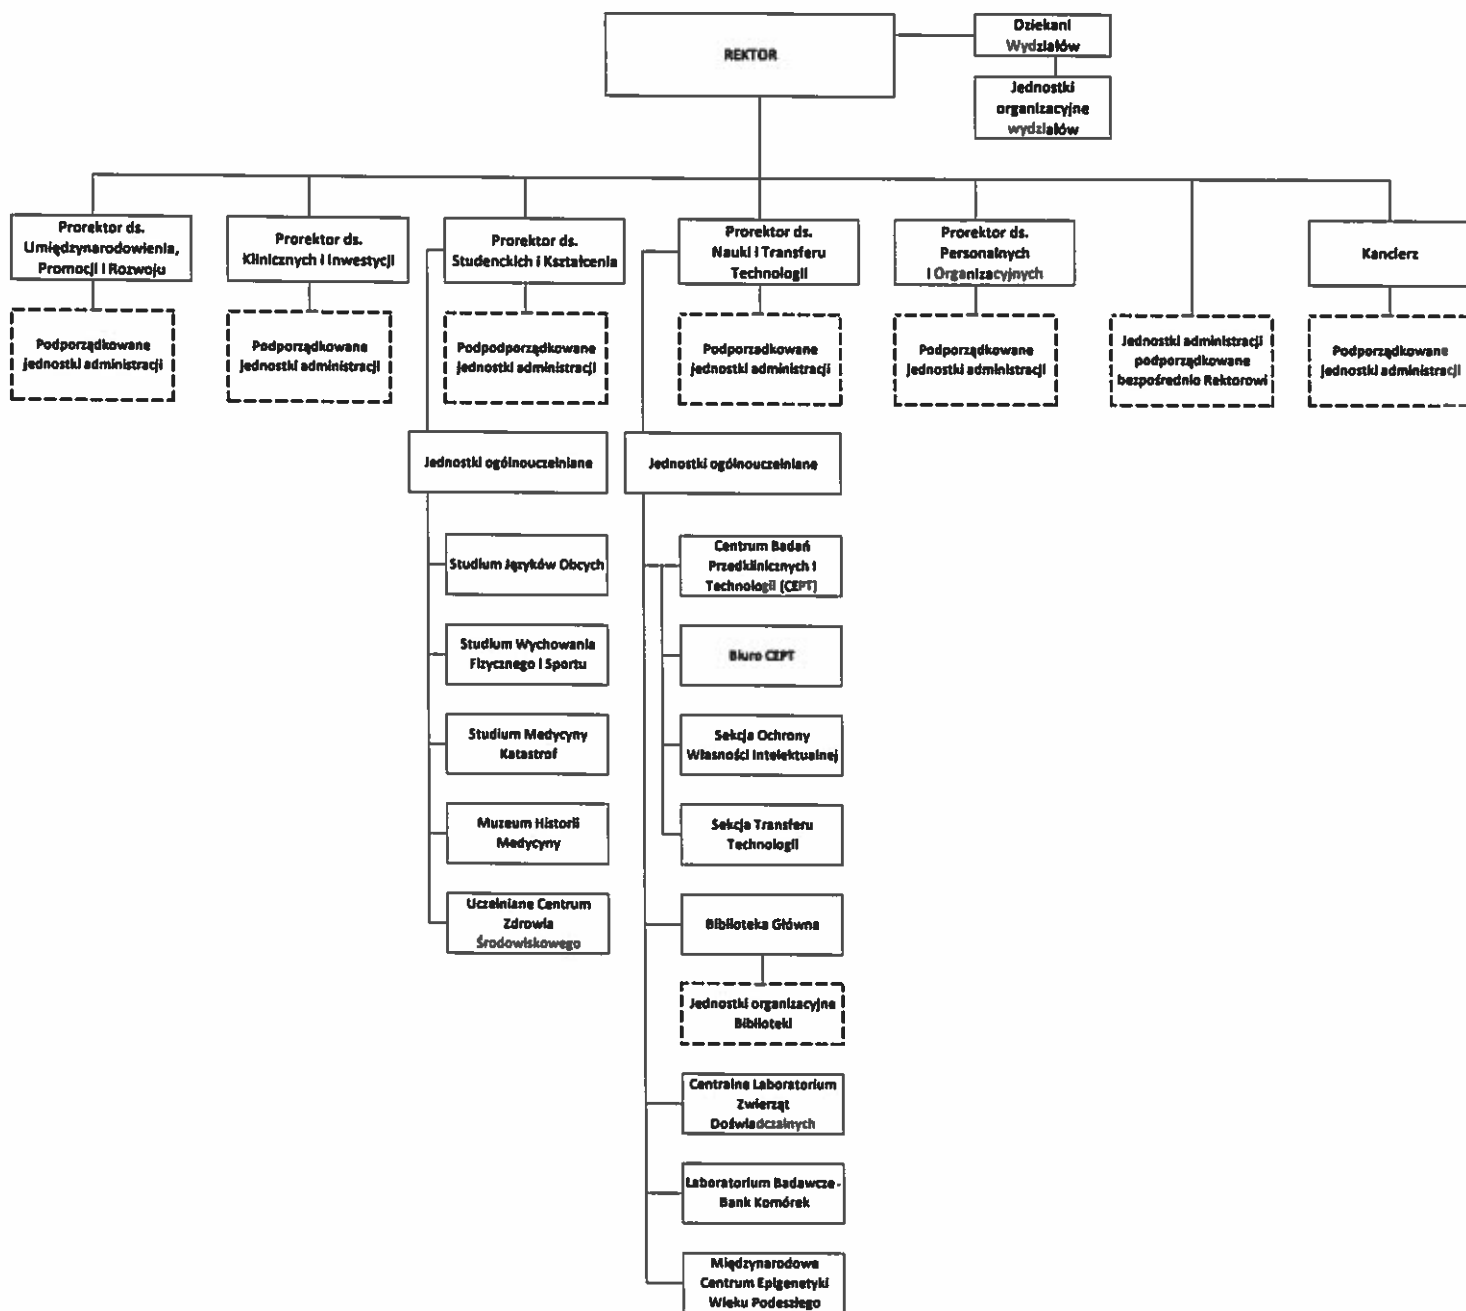 REKTOR
Dziekani
Wydziałów
Jednostki
organizacyjne
wydziałów
Prorektor ds.
Umiędzynarodowienia,
Promocji i Rozwoju
Prorektor ds.
Klinicznych i Inwestycji
Prorektor ds.
Studenckich i Kształcenia
Prorektor ds.
Nauki i Transferu
Technologii
Prorektor ds.
Personalnych
i Organizacyjnych
Kanclerz
Podporządkowane
jednostki administracji
Podporządkowane
jednostki administracji
Podpodporządkowane
jednostki administracji
Podporzadkowane
jednostki administracji
Podporządkowane
jednostki administracji
Jednostki administracji
podporządkowane
bezpośrednio Rektorowi
Podporządkowane
jednostki administracji
Jednostki ogólnouczelniane
Studium Języków Obcych
Studium Wychowania
Fizycznego i Sportu
Studium Medycyny
Katastrof
Muzeum Historii
Medycyny
Uczelniane Centrum
Zdrowia
Środowiskowego
Jednostki ogólnouczelniane
Centrum Badań
Przedklinicznych i
Technologii (CEPT)
Biuro CEPT
Sekcja Ochrony
Własności Intelektualnej
Sekcja Transferu
Technologii
Biblioteka Główna
Jednostki organizacyjne
Biblioteki
Centralne Laboratorium
Zwierząt
Doświadczalnych
Laboratorium Badawcze -
Bank Komórek
Międzynarodowe
Centrum Epigenetyki
Wieku Podeszłego